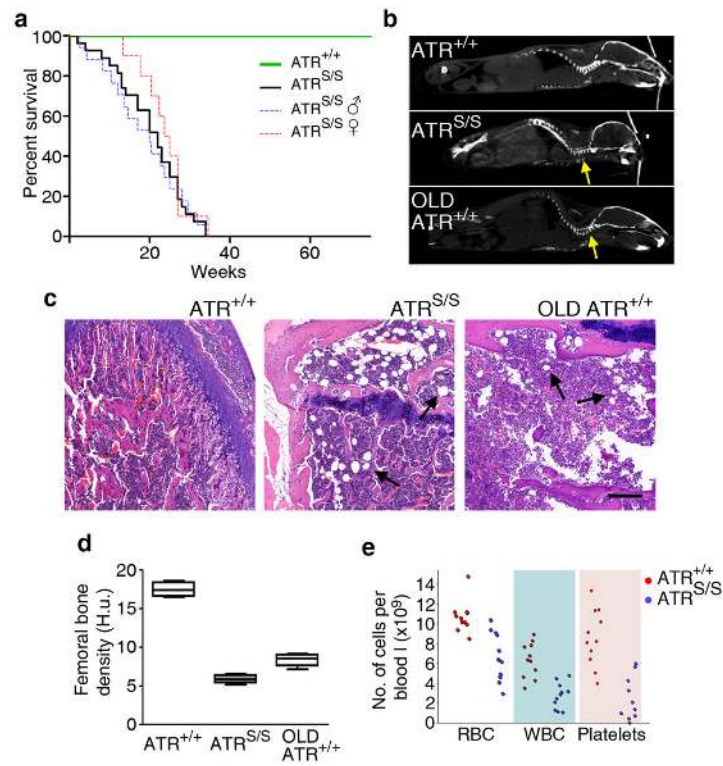 a
100
80
60
40
20
0
Percent survival
20
40
60
Weeks
ATR+/+
ATRS/S
ATRS/S ♂
ATRS/S ♀
b
ATR+/+
ATRS/S
OLD
ATR+/+
c
ATR+/+
ATRS/S
OLD ATR+/+
d
Femoral bone
density (H.u.)
20
15
10
5
0
ATR+/+
ATRS/S
OLD
ATR+/+
e
No. of cells per
blood l (x10⁹)
14
12
10
8
6
4
2
0
RBC
WBC
Platelets
ATR+/+
ATRS/S